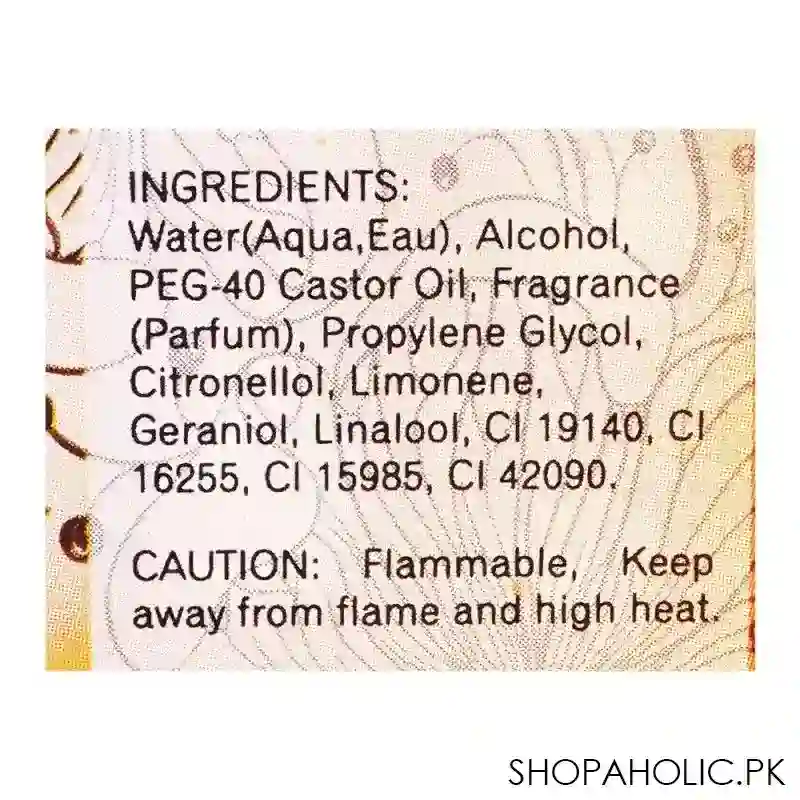 INGREDIENTS:
Water(Aqua,Eau), Alcohol,
PEG-40 Castor Oil, Fragrance
(Parfum), Propylene Glycol,
Citronellol, Limonene,
Geraniol, Linalool, CI 19140, CI
16255, CI 15985, CI 42090.
CAUTION: Flammable, Keep
away from flame and high heat.
SHOPAHOLIC.PK